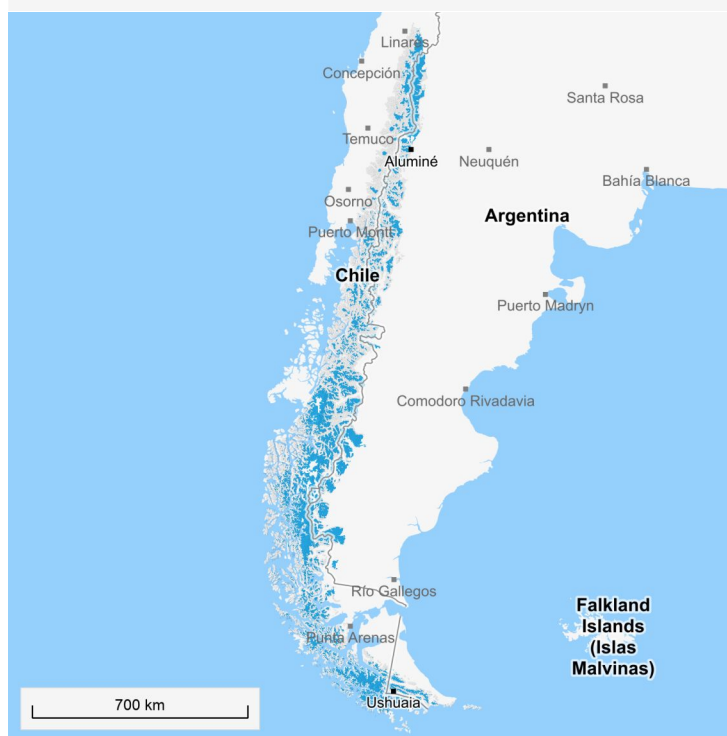 Linares
Concepción
Santa Rosa
Temuco
Aluminé
Neuquén
Bahía Blanca
Osorno
Argentina
Puerto Montt
Chile
Puerto Madryn
Comodoro Rivadavia
Río Gallegos
Falkland
Islands
(Islas
Malvinas)
Punta Arenas
Ushuaia
700 km